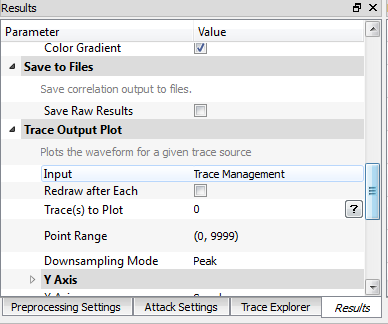 Results
Parameter Value
Color Gradient
Save to Files
Save correlation output to files.
Save Raw Results
Trace Output Plot
Plots the waveform for a given trace source
Input Trace Management
Redraw after Each
Trace(s) to Plot 0 ?
Point Range (0, 9999)
Downsampling Mode Peak
Y Axis
Preprocessing Settings Attack Settings Trace Explorer Results